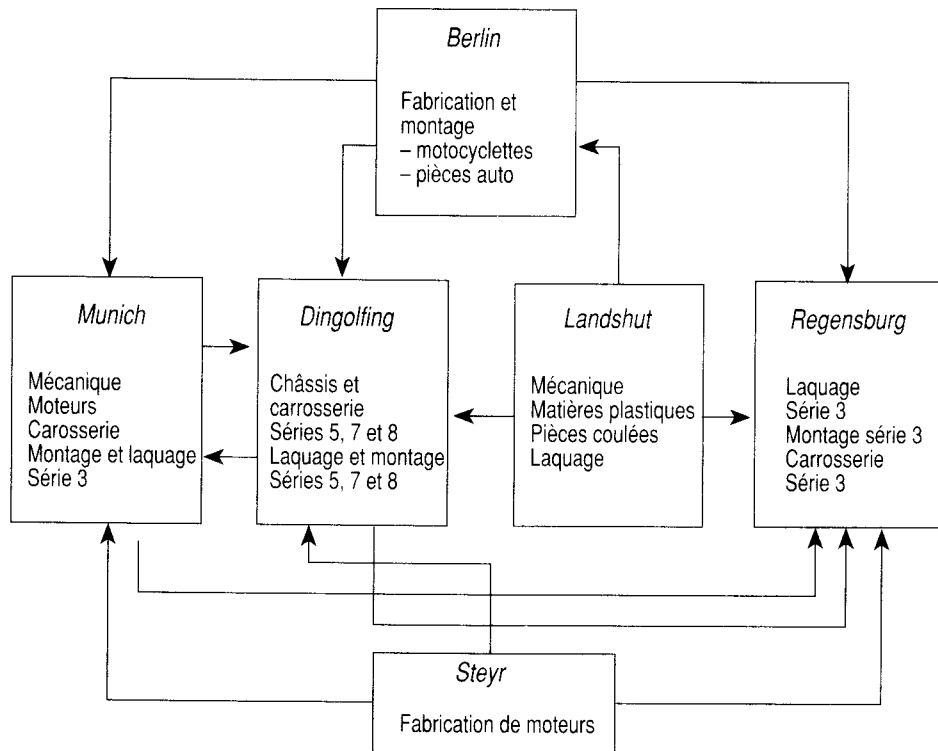 Berlin
Fabrication et
montage
– motocyclettes
– pièces auto
Munich
Mécanique
Moteurs
Carosserie
Montage et laquage
Série 3
Dingolfing
Châssis et
carrosserie
Séries 5, 7 et 8
Laquage et montage
Séries 5, 7 et 8
Landshut
Mécanique
Matières plastiques
Pièces coulées
Laquage
Regensburg
Laquage
Série 3
Montage série 3
Carrosserie
Série 3
Steyr
Fabrication de moteurs